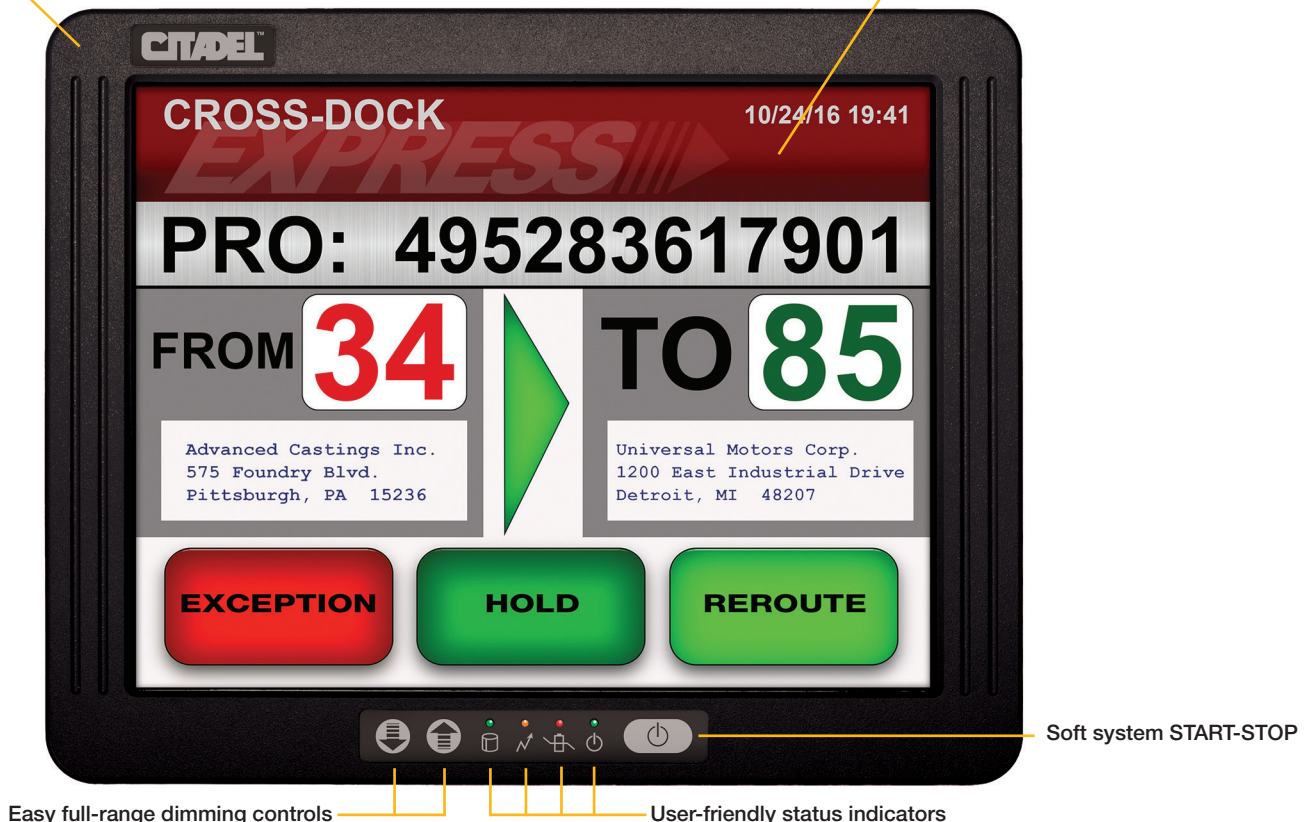 CITADEL™
CROSS-DOCK
10/24/16 19:41
EXPRESS
PRO: 495283617901
FROM 34
TO 85
Advanced Castings Inc.
575 Foundry Blvd.
Pittsburgh, PA 15236
Universal Motors Corp.
1200 East Industrial Drive
Detroit, MI 48207
EXCEPTION
HOLD
REROUTE
Soft system START-STOP
Easy full-range dimming controls
User-friendly status indicators